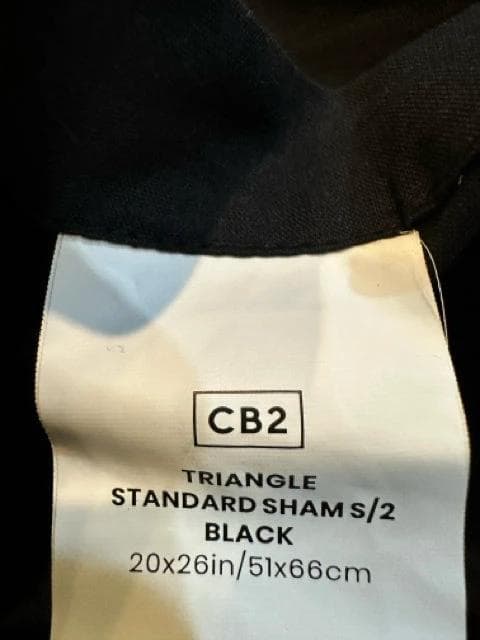 CB2
TRIANGLE
STANDARD SHAM S/2
BLACK
20x26in/51x66cm